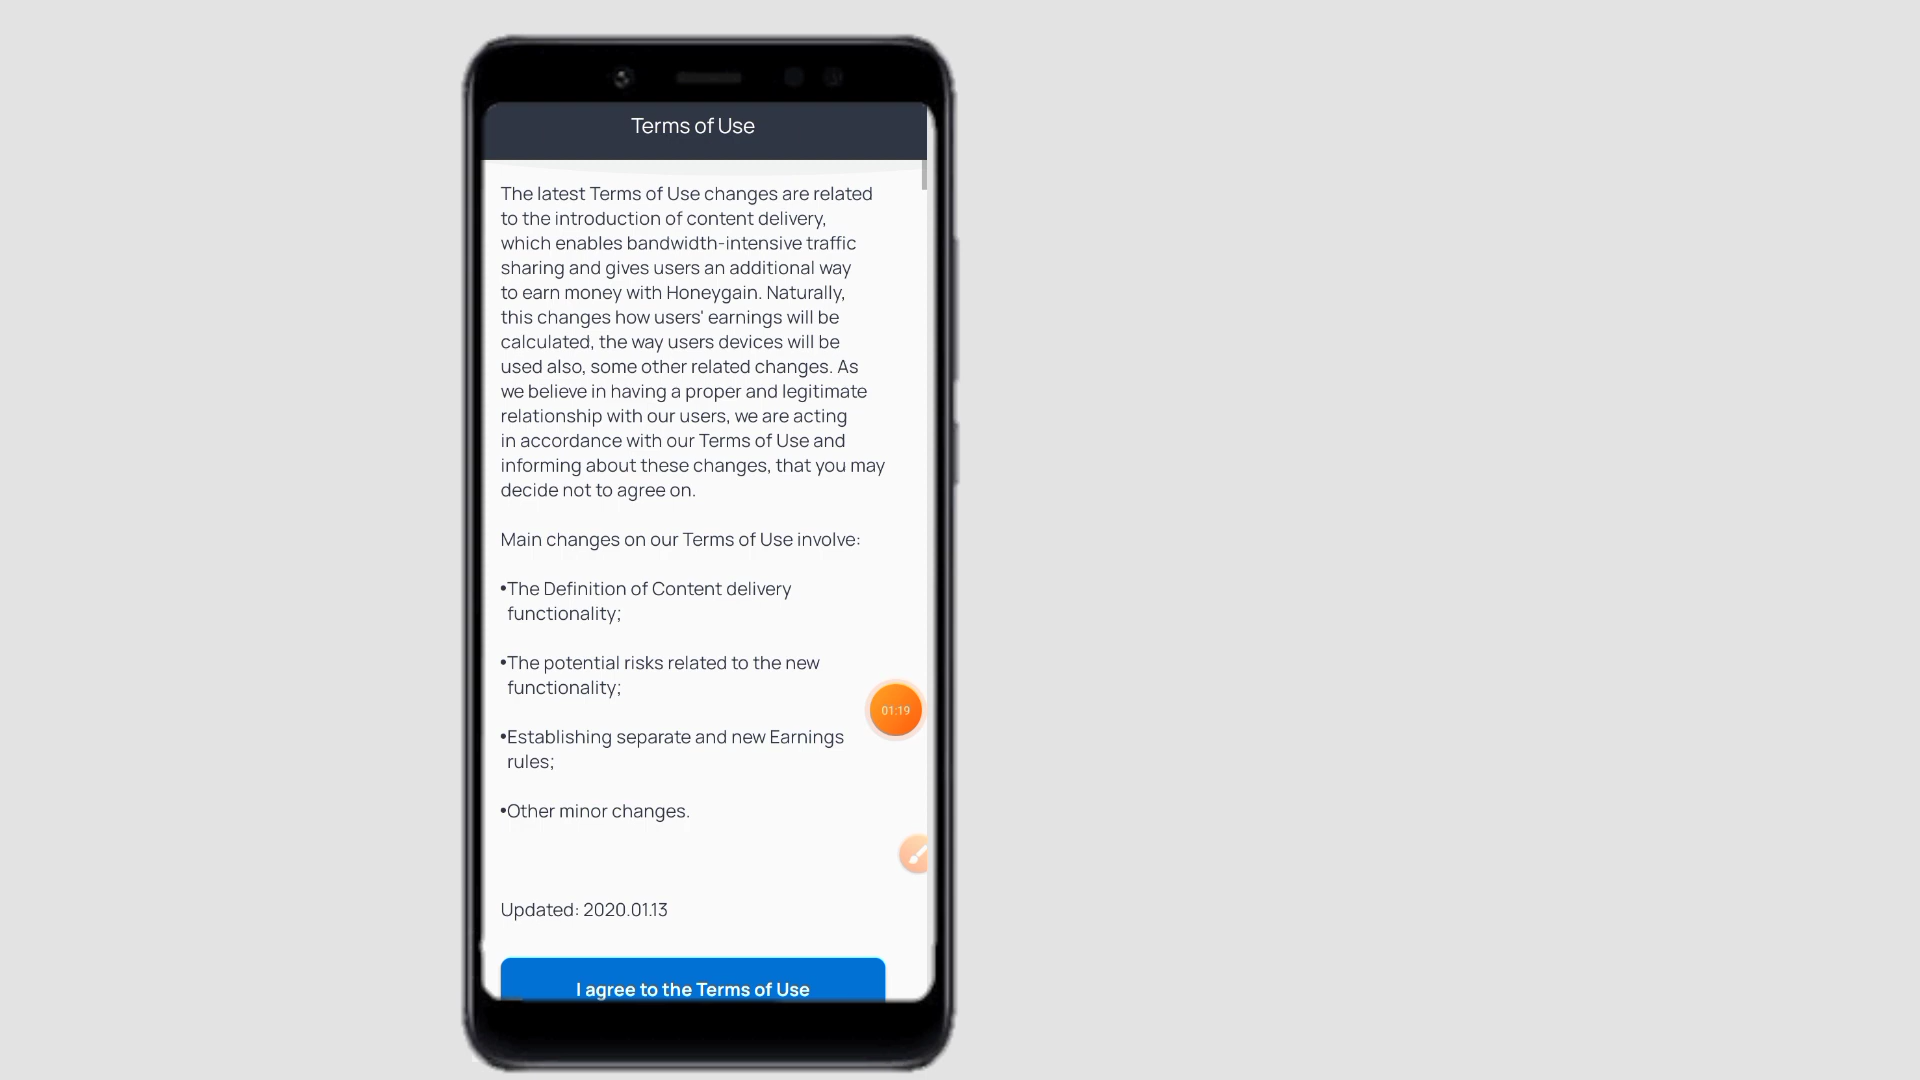 Terms of Use
The latest Terms of Use changes are related
to the introduction of content delivery,
which enables bandwidth-intensive traffic
sharing and gives users an additional way
to earn money with Honeygain. Naturally,
this changes how users' earnings will be
calculated, the way users devices will be
used also, some other related changes. As
we believe in having a proper and legitimate
relationship with our users, we are acting
in accordance with our Terms of Use and
informing about these changes, that you may
decide not to agree on.
Main changes on our Terms of Use involve:
•The Definition of Content delivery
functionality;
•The potential risks related to the new
functionality;
01:19
•Establishing separate and new Earnings
rules;
•Other minor changes.
Updated: 2020.01.13
I agree to the Terms of Use